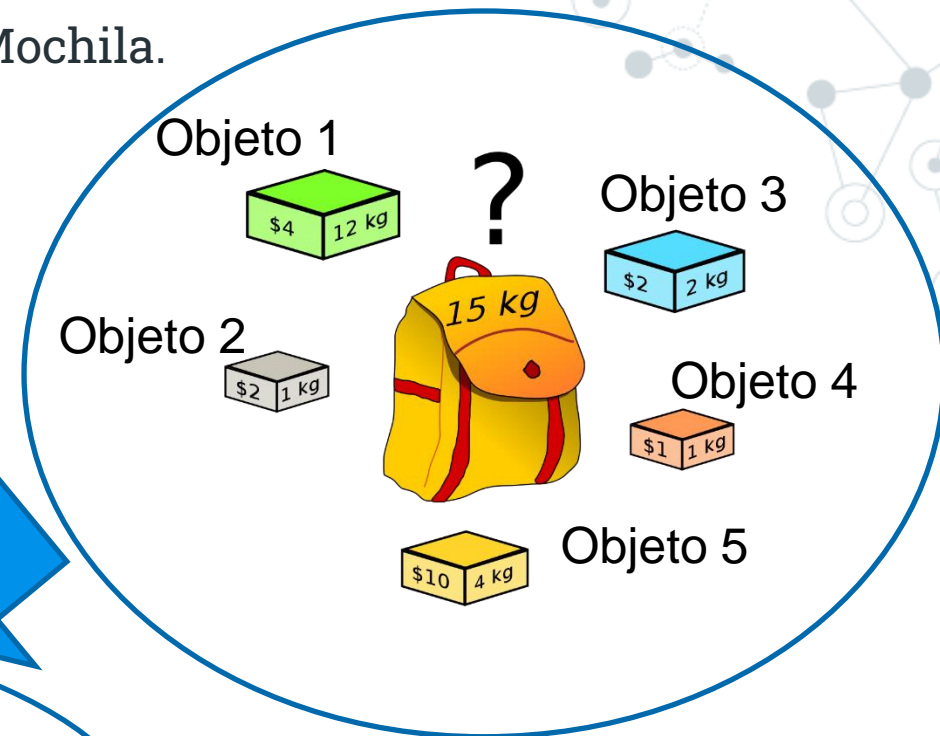 Mochila.
Objeto 1
$4 12 kg
?
Objeto 3
$2 2 kg
15 kg
Objeto 2
$2 1 kg
Objeto 4
$1 1 kg
Objeto 5
$10 4 kg